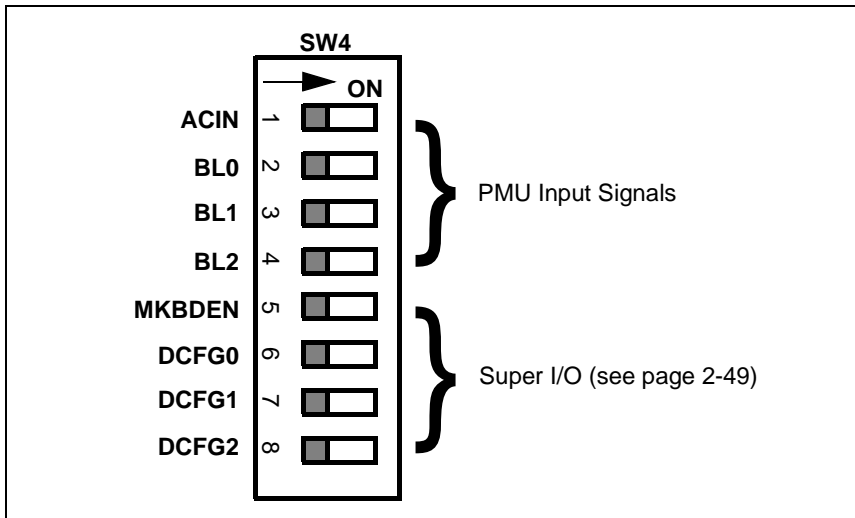 SW4
ON
ACIN 1
BL0 2
BL1 3
BL2 4
PMU Input Signals
MKBDEN 5
DCFG0 6
DCFG1 7
DCFG2 8
Super I/O (see page 2-49)